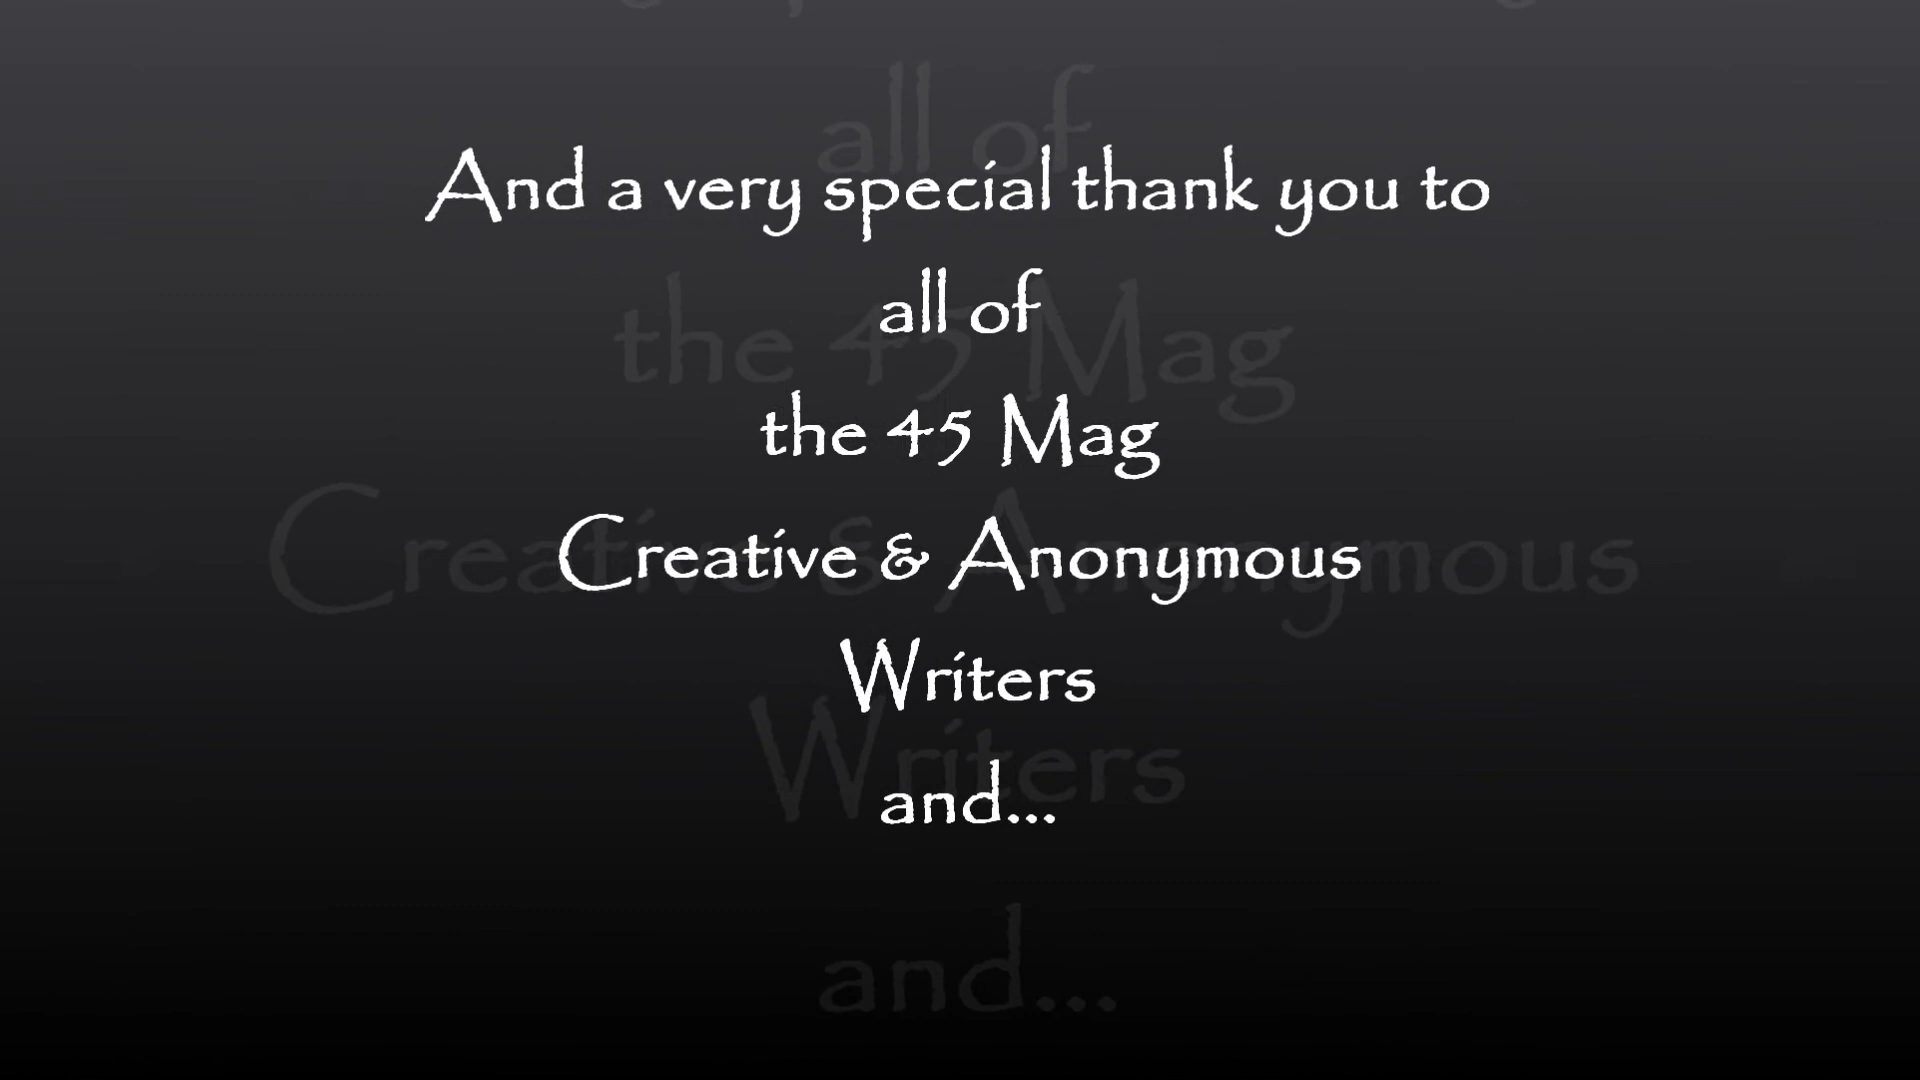 And a very special thank you to
all of
the 45 Mag
Creative & Anonymous
Writers
and...